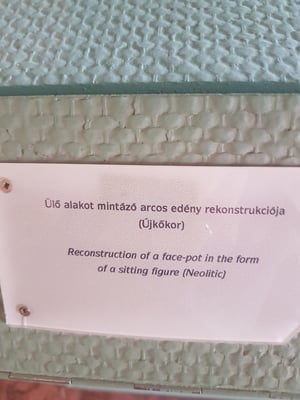 Ülő alakot mintázó arcos edény rekonstrukciója
(Újkőkor)
Reconstruction of a face-pot in the form
of a sitting figure (Neolitic)